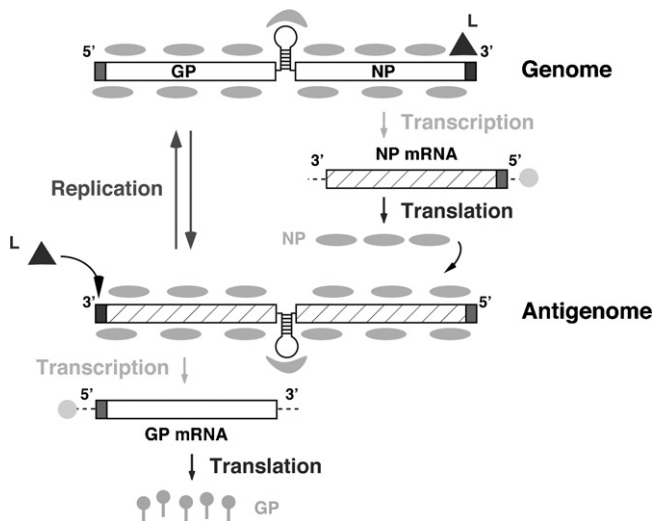 L
5’ 3’
GP NP Genome
Transcription
NP mRNA
3’ 5’
Replication
Translation
L
NP
3’ 5’
Antigenome
Transcription
5’ 3’
GP mRNA
Translation
GP